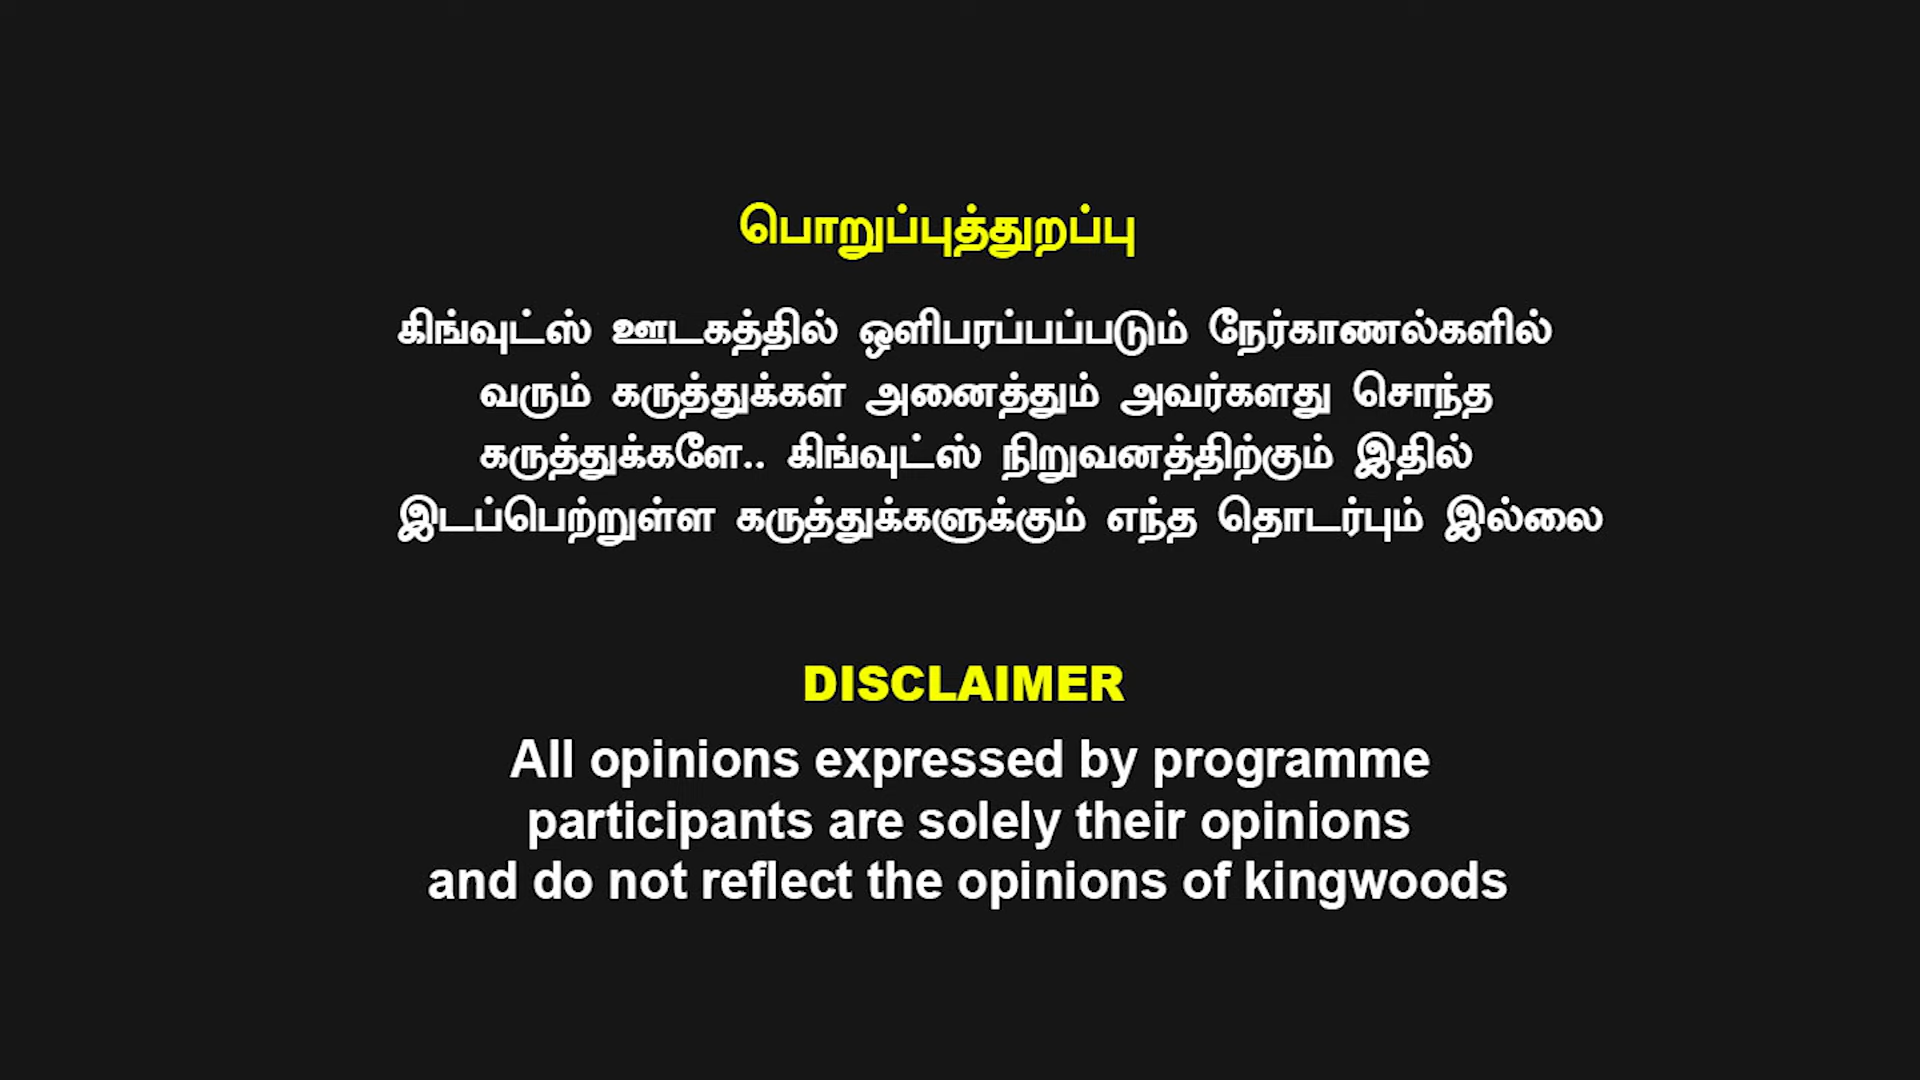 பொறுப்புத்துறப்பு
கிங்வுட்ஸ் ஊடகத்தில் ஒளிபரப்பப்படும் நேர்காணல்களில்
வரும் கருத்துக்கள் அனைத்தும் அவர்களது சொந்த
கருத்துக்களே.. கிங்வுட்ஸ் நிறுவனத்திற்கும் இதில்
இடப்பெற்றுள்ள கருத்துக்களுக்கும் எந்த தொடர்பும் இல்லை
DISCLAIMER
All opinions expressed by programme
participants are solely their opinions
and do not reflect the opinions of kingwoods